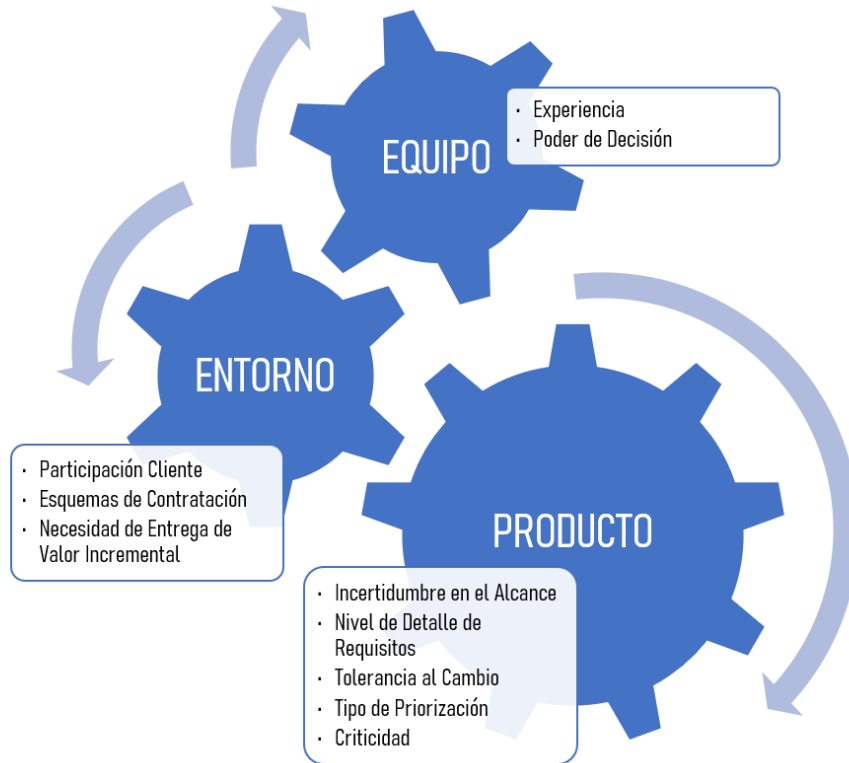 EQUIPO
· Experiencia
· Poder de Decisión
ENTORNO
· Participación Cliente
· Esquemas de Contratación
· Necesidad de Entrega de
Valor Incremental
PRODUCTO
· Incertidumbre en el Alcance
· Nivel de Detalle de
Requisitos
· Tolerancia al Cambio
· Tipo de Priorización
· Criticidad